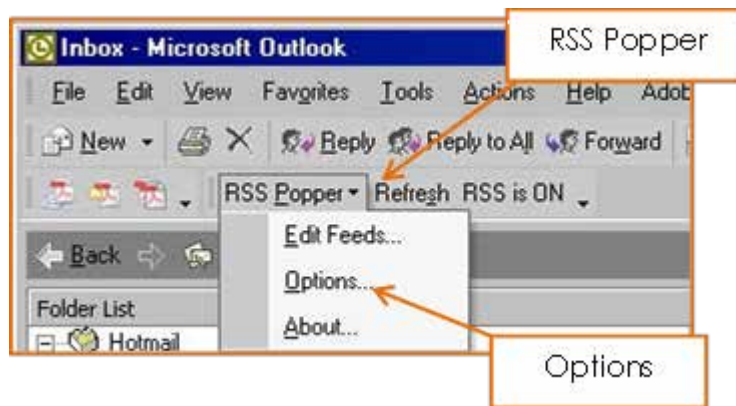 Inbox - Microsoft Outlook
RSS Popper
File Edit View Favorites Tools Actions Help
New Reply Reply to All Forward
RSS Popper Refresh RSS is ON
Edit Feeds...
Back
Options...
Folder List
About...
Hotmail
Options